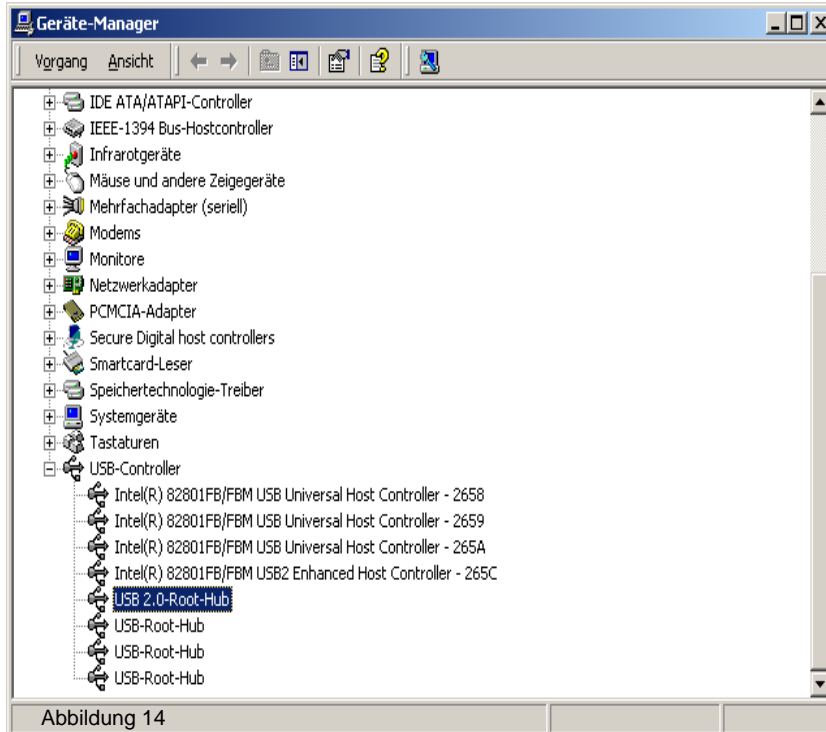 Geräte-Manager
Vorgang Ansicht
IDE ATA/ATAPI-Controller
IEEE-1394 Bus-Hostcontroller
Infrarotgeräte
Mäuse und andere Zeigegeräte
Mehrfachadapter (seriell)
Modems
Monitore
Netzwerkadapter
PCMCIA-Adapter
Secure Digital host controllers
Smartcard-Leser
Speichertechnologie-Treiber
Systemgeräte
Tastaturen
USB-Controller
Intel(R) 82801FB/FBM USB Universal Host Controller - 2658
Intel(R) 82801FB/FBM USB Universal Host Controller - 2659
Intel(R) 82801FB/FBM USB Universal Host Controller - 265A
Intel(R) 82801FB/FBM USB2 Enhanced Host Controller - 265C
USB 2.0-Root-Hub
USB-Root-Hub
USB-Root-Hub
USB-Root-Hub
Abbildung 14